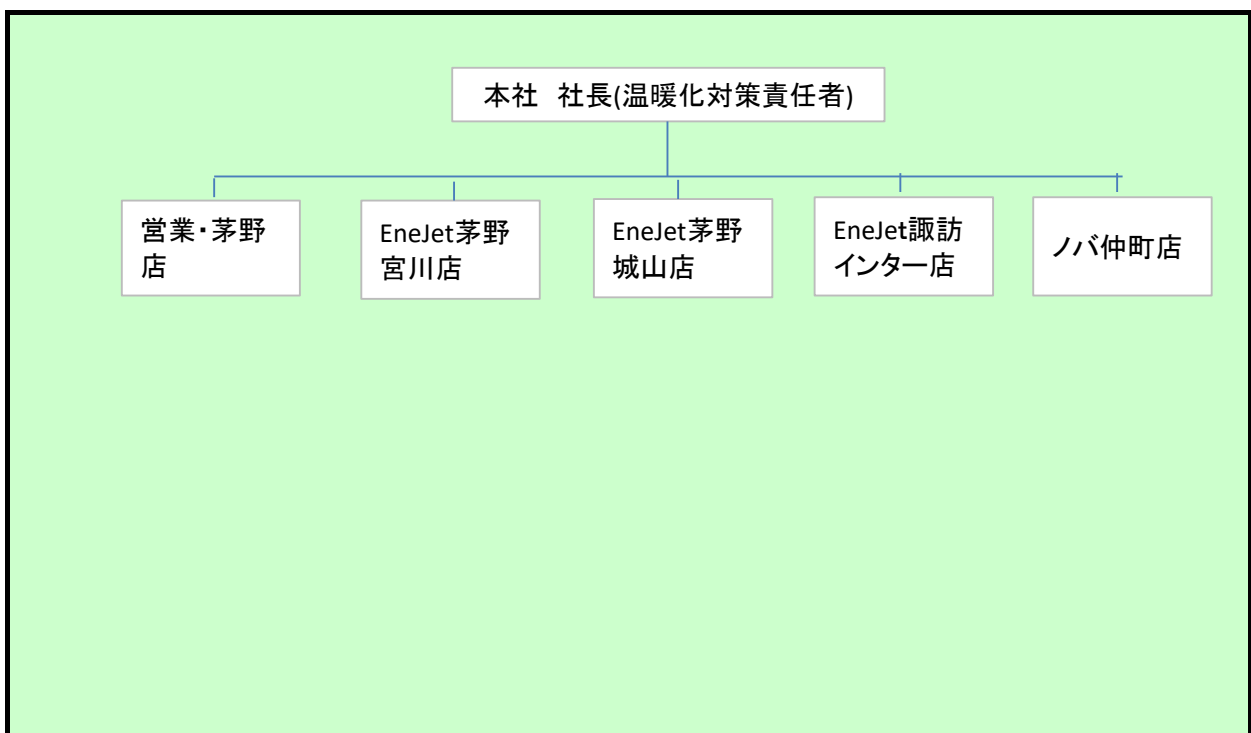 本社　社長(温暖化対策責任者)
営業・茅野
店
EneJet茅野
宮川店
EneJet茅野
城山店
EneJet諏訪
インター店
ノバ仲町店